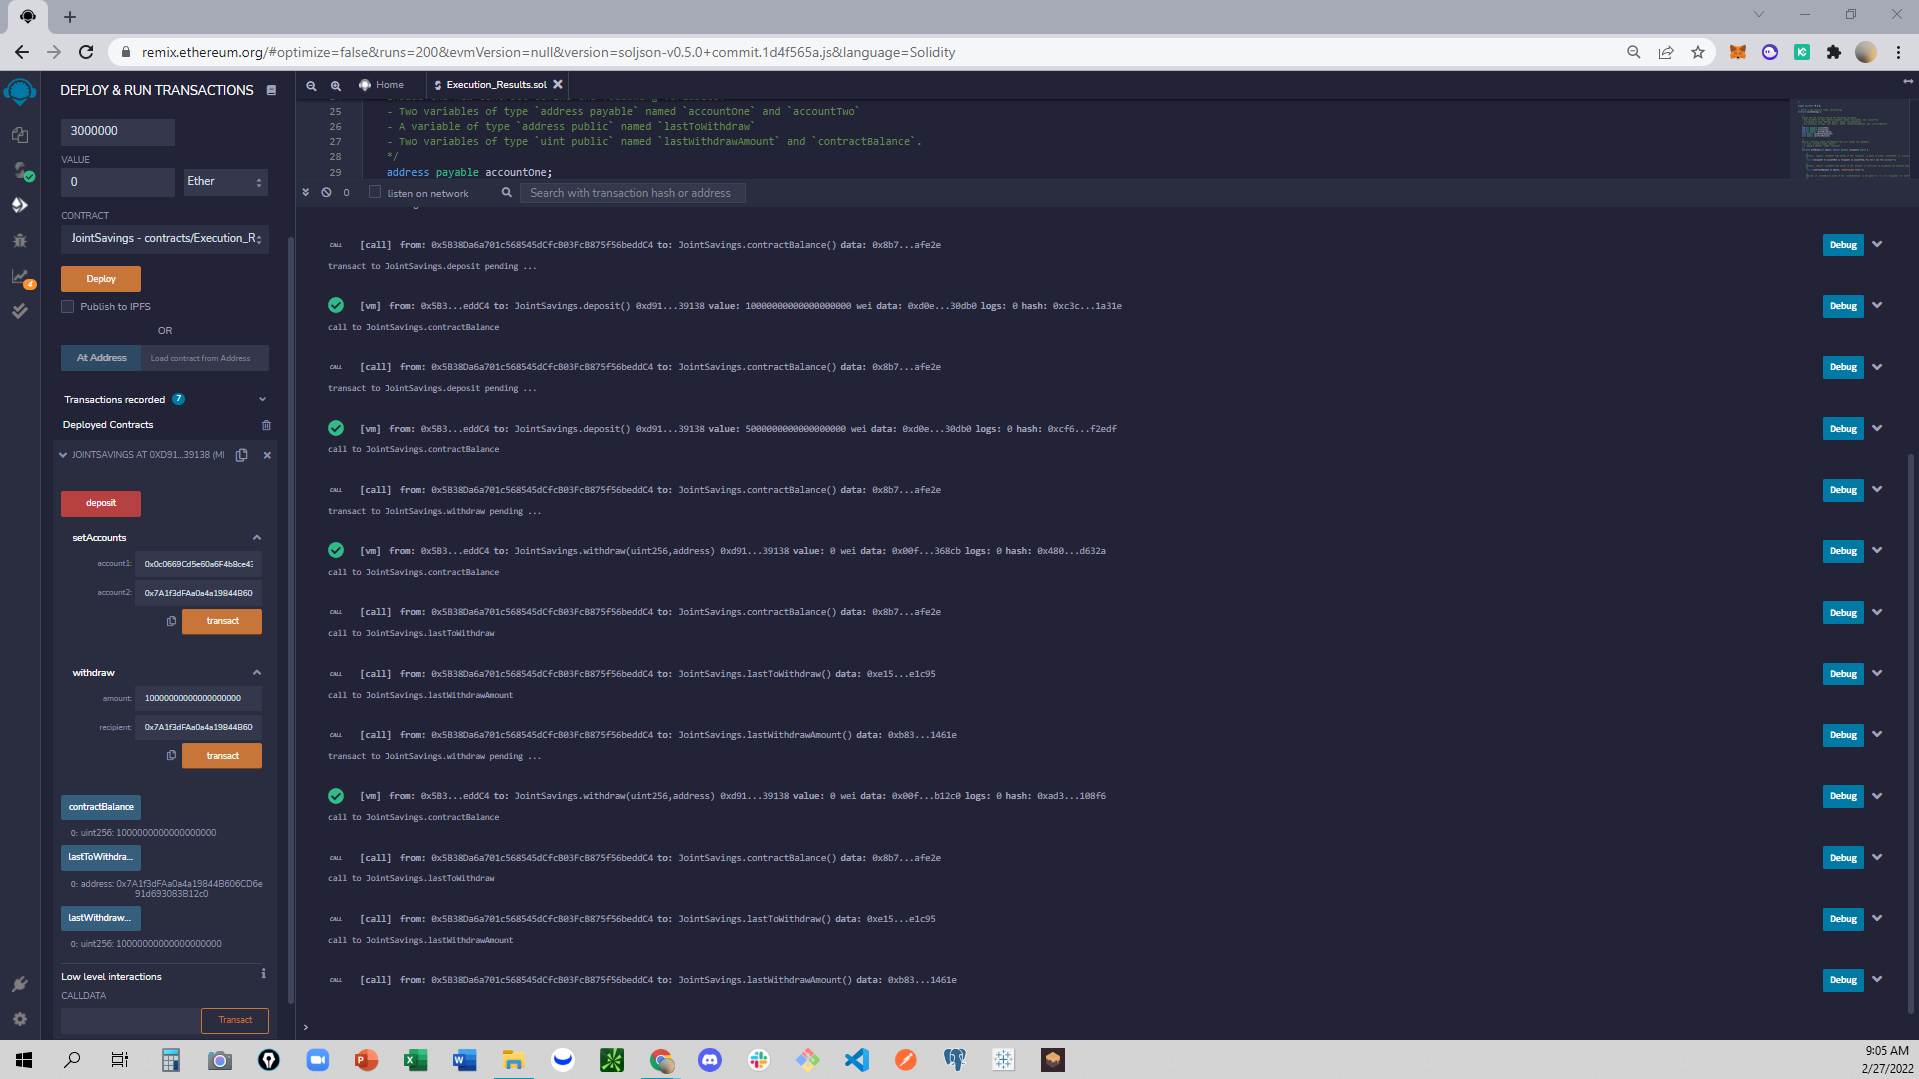 remix.ethereum.org/#optimize=false&runs=200&evmVersion=null&version=soljson-v0.5.0+commit.1d4f565a.js&language=Solidity
DEPLOY & RUN TRANSACTIONS
3000000
VALUE
0
Ether
CONTRACT
JointSavings - contracts/Execution_R
Deploy
Publish to IPFS
OR
At Address
Load contract from Address
Transactions recorded 7
Deployed Contracts
JOINTSAVINGS AT 0XD91...39138 (M
deposit
setAccounts
account1: 0x0c0669Cd5e60a6F4b8ce43
account2: 0x7A1f3dFAa0a4a19844B60
transact
withdraw
amount: 10000000000000000000
recipient: 0x7A1f3dFAa0a4a19844B60
transact
contractBalance
0: uint256: 1000000000000000000
lastToWithdra...
0: address: 0x7A1f3dFAa0a4a19844B606CD6e
91d693083B12c0
lastWithdraw...
0: uint256: 10000000000000000000
Low level interactions
CALLDATA
Transact
4
Home
Execution_Results.sol
25 - Two variables of type `address payable` named `accountOne` and `accountTwo`
26 - A variable of type `address public` named `lastToWithdraw`
27 - Two variables of type `uint public` named `lastWithdrawAmount` and `contractBalance`.
28 */
29 address payable accountOne;
0
listen on network
Search with transaction hash or address
CALL [call] from: 0x5B38Da6a701c568545dCfcB03FcB875f56beddC4 to: JointSavings.contractBalance() data: 0x8b7...afe2e Debug
transact to JointSavings.deposit pending ...
[vm] from: 0x5B3...eddC4 to: JointSavings.deposit() 0xd91...39138 value: 10000000000000000000 wei data: 0xd0e...30db0 logs: 0 hash: 0xc3c...1a31e Debug
call to JointSavings.contractBalance
CALL [call] from: 0x5B38Da6a701c568545dCfcB03FcB875f56beddC4 to: JointSavings.contractBalance() data: 0x8b7...afe2e Debug
transact to JointSavings.deposit pending ...
[vm] from: 0x5B3...eddC4 to: JointSavings.deposit() 0xd91...39138 value: 5000000000000000000 wei data: 0xd0e...30db0 logs: 0 hash: 0xcf6...f2edf Debug
call to JointSavings.contractBalance
CALL [call] from: 0x5B38Da6a701c568545dCfcB03FcB875f56beddC4 to: JointSavings.contractBalance() data: 0x8b7...afe2e Debug
transact to JointSavings.withdraw pending ...
[vm] from: 0x5B3...eddC4 to: JointSavings.withdraw(uint256,address) 0xd91...39138 value: 0 wei data: 0x00f...368cb logs: 0 hash: 0x480...d632a Debug
call to JointSavings.contractBalance
CALL [call] from: 0x5B38Da6a701c568545dCfcB03FcB875f56beddC4 to: JointSavings.contractBalance() data: 0x8b7...afe2e Debug
call to JointSavings.lastToWithdraw
CALL [call] from: 0x5B38Da6a701c568545dCfcB03FcB875f56beddC4 to: JointSavings.lastToWithdraw() data: 0xe15...e1c95 Debug
call to JointSavings.lastWithdrawAmount
CALL [call] from: 0x5B38Da6a701c568545dCfcB03FcB875f56beddC4 to: JointSavings.lastWithdrawAmount() data: 0xb83...1461e Debug
transact to JointSavings.withdraw pending ...
[vm] from: 0x5B3...eddC4 to: JointSavings.withdraw(uint256,address) 0xd91...39138 value: 0 wei data: 0x00f...b12c0 logs: 0 hash: 0xad3...108f6 Debug
call to JointSavings.contractBalance
CALL [call] from: 0x5B38Da6a701c568545dCfcB03FcB875f56beddC4 to: JointSavings.contractBalance() data: 0x8b7...afe2e Debug
call to JointSavings.lastToWithdraw
CALL [call] from: 0x5B38Da6a701c568545dCfcB03FcB875f56beddC4 to: JointSavings.lastToWithdraw() data: 0xe15...e1c95 Debug
call to JointSavings.lastWithdrawAmount
CALL [call] from: 0x5B38Da6a701c568545dCfcB03FcB875f56beddC4 to: JointSavings.lastWithdrawAmount() data: 0xb83...1461e Debug
>
9:05 AM
2/27/2022